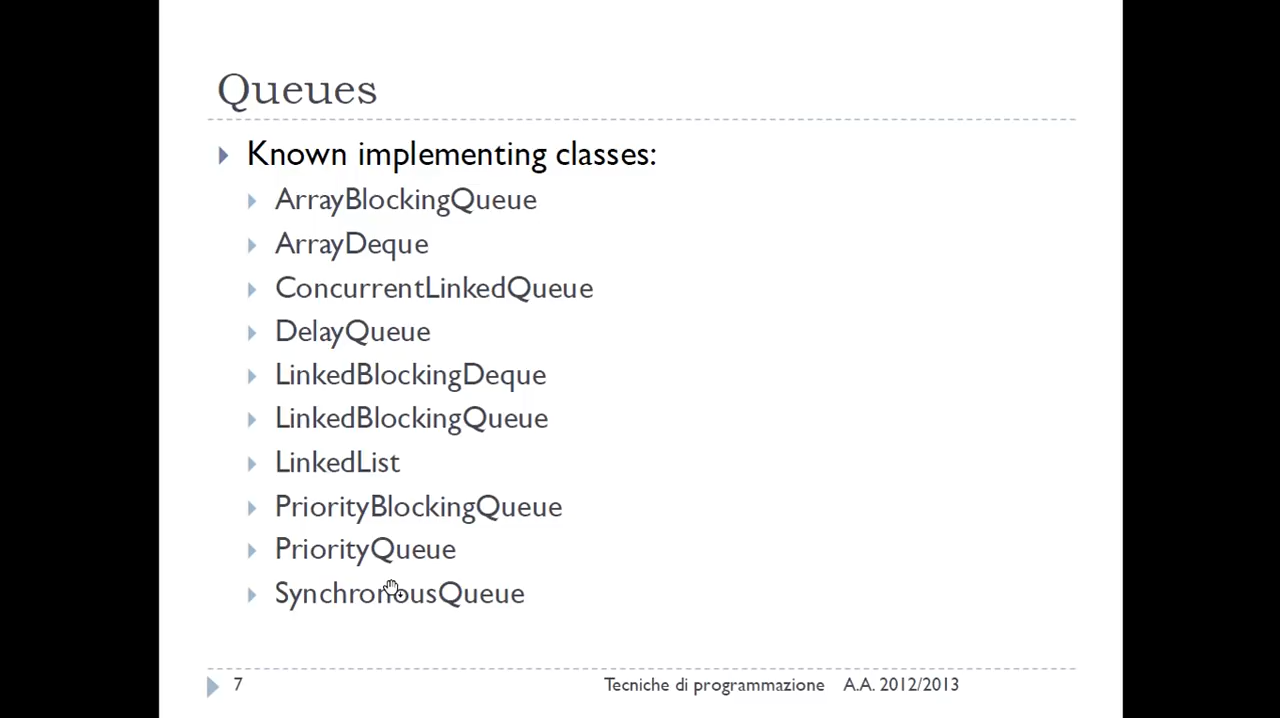 Queues
Known implementing classes:
ArrayBlockingQueue
ArrayDeque
ConcurrentLinkedQueue
DelayQueue
LinkedBlockingDeque
LinkedBlockingQueue
LinkedList
PriorityBlockingQueue
PriorityQueue
SynchronousQueue
7 Tecniche di programmazione A.A. 2012/2013